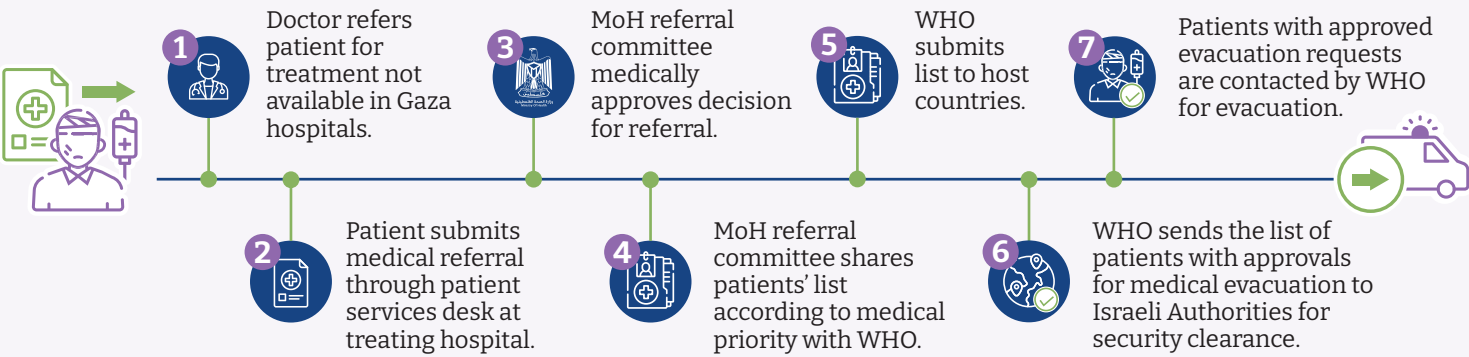 1
Doctor refers
patient for
treatment not
available in Gaza
hospitals.
2
Patient submits
medical referral
through patient
services desk at
treating hospital.
3
MoH referral
committee
medically
approves decision
for referral.
4
MoH referral
committee shares
patients’ list
according to medical
priority with WHO.
5
WHO
submits
list to host
countries.
6
WHO sends the list of
patients with approvals
for medical evacuation to
Israeli Authorities for
security clearance.
7
Patients with approved
evacuation requests
are contacted by WHO
for evacuation.